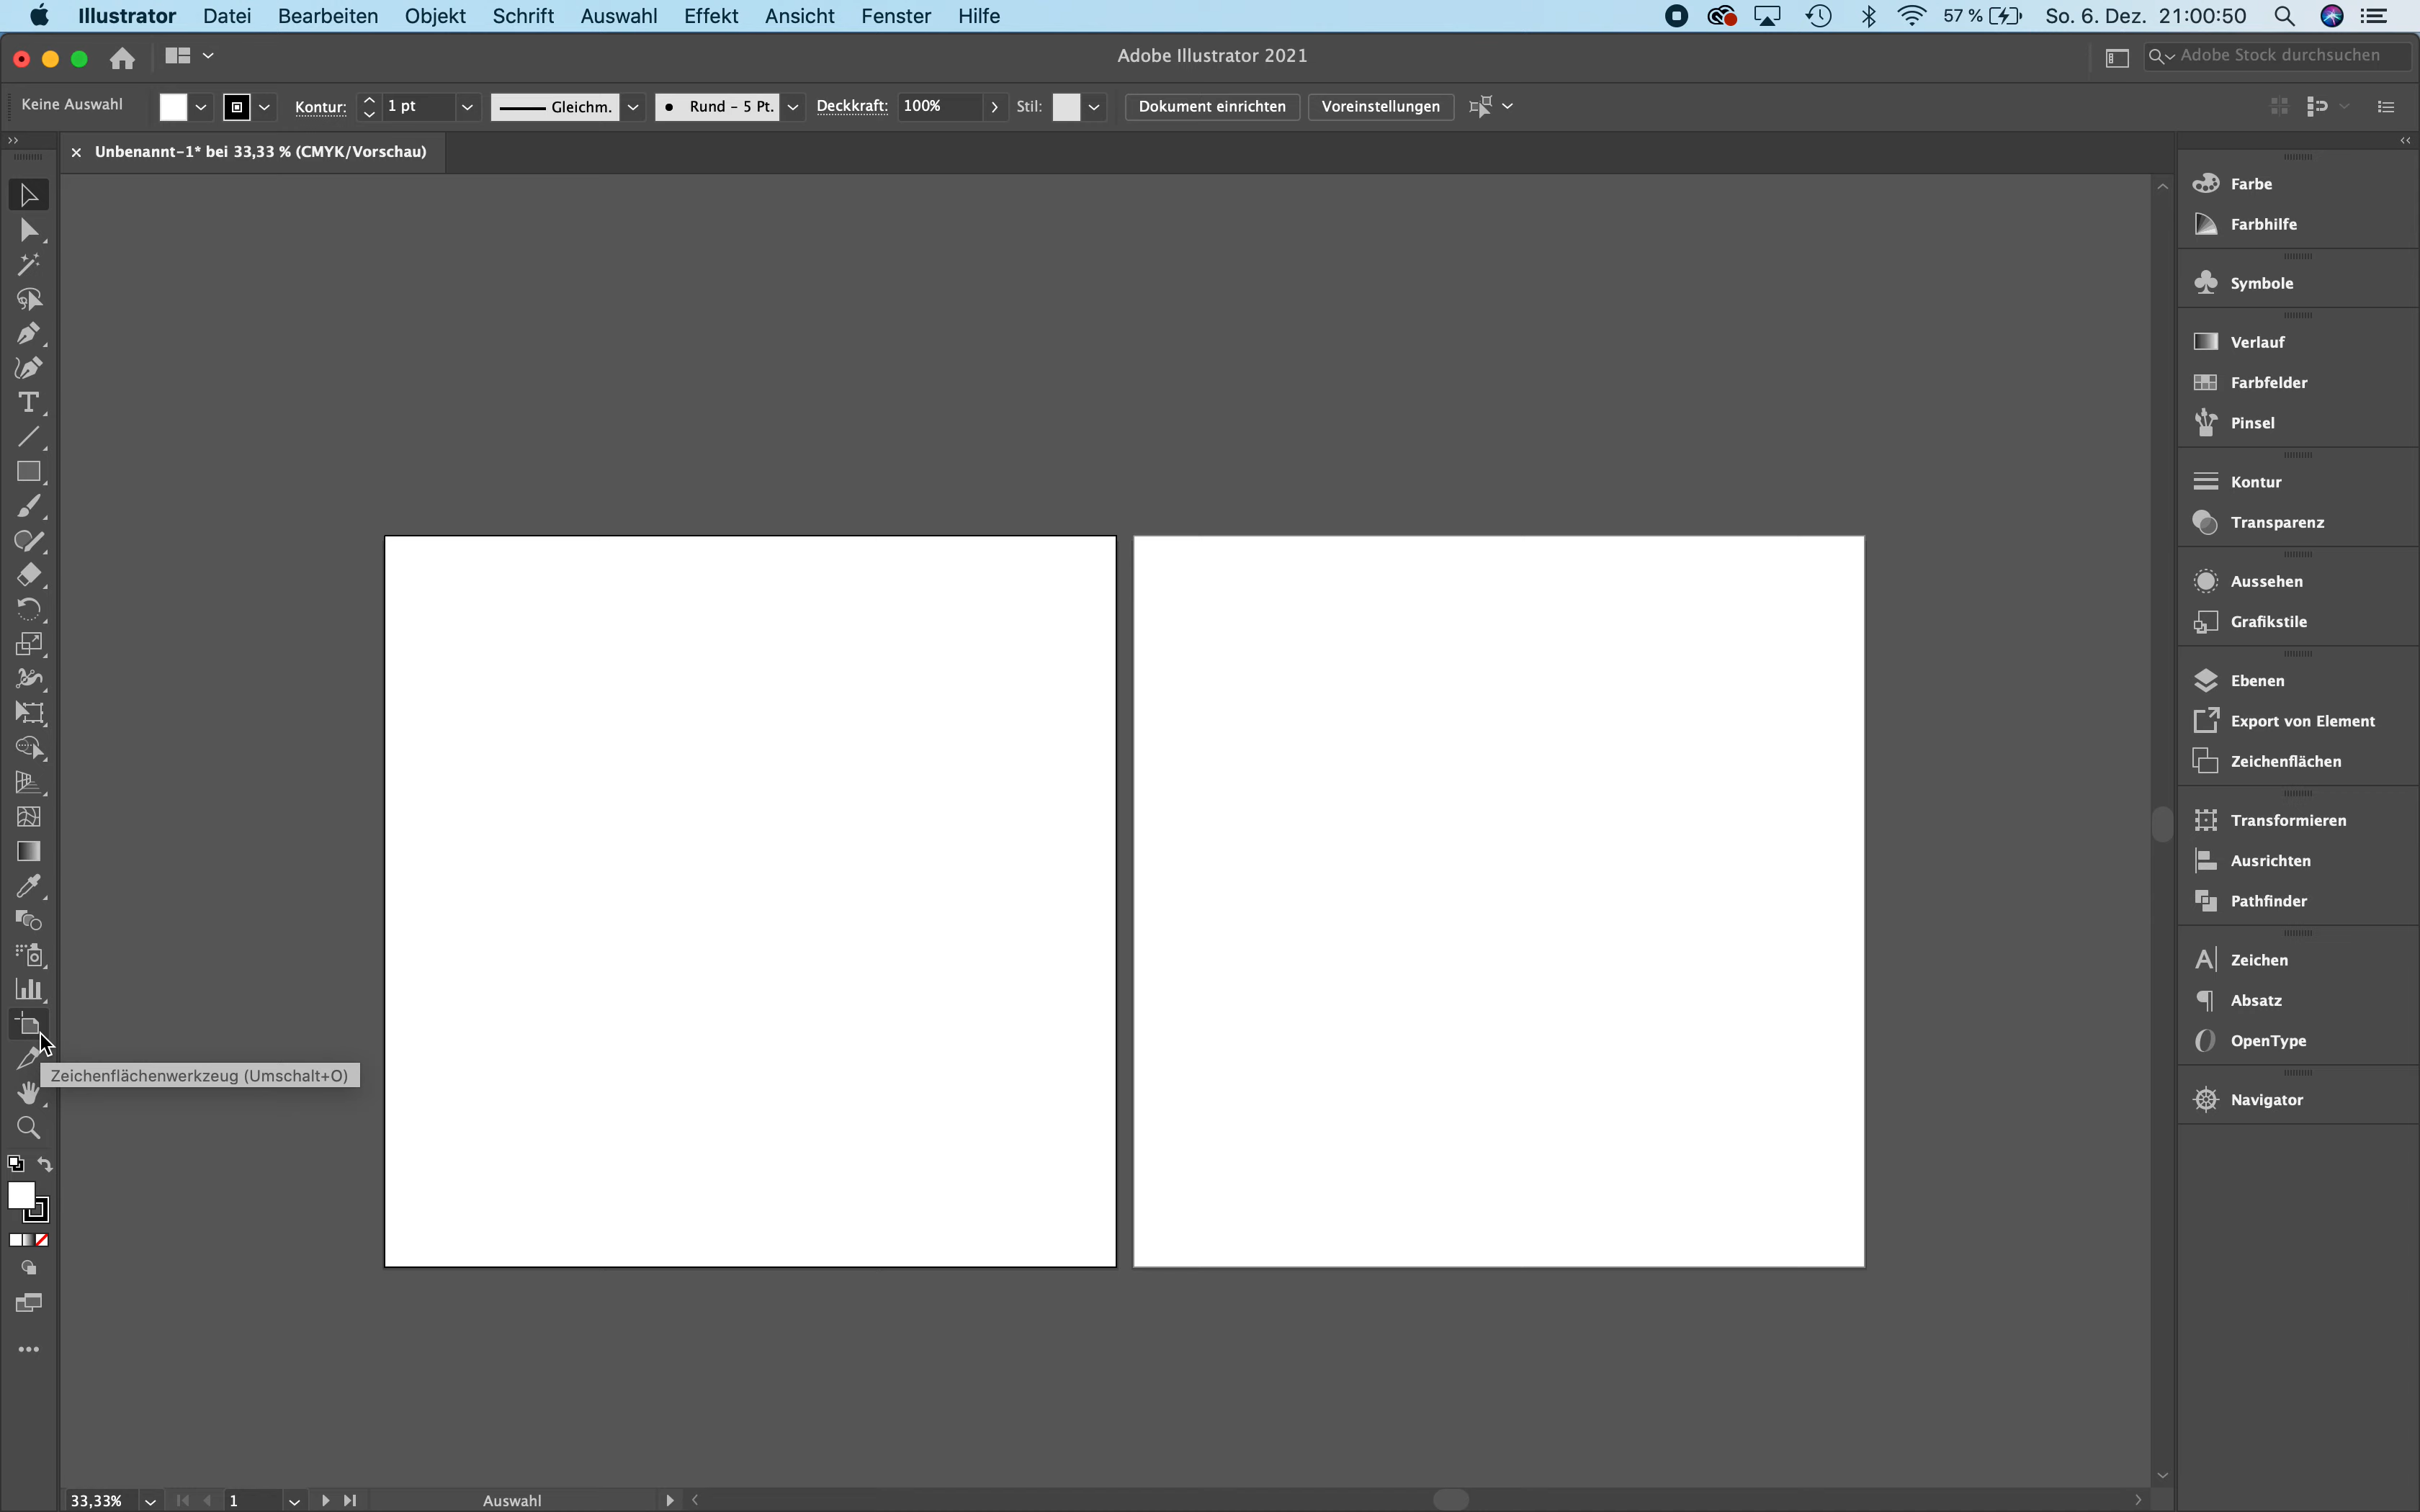 Illustrator Datei Bearbeiten Objekt Schrift Auswahl Effekt Ansicht Fenster Hilfe 57 % So. 6. Dez. 21:00:50
Adobe Illustrator 2021 Adobe Stock durchsuchen
Keine Auswahl Kontur: 1 pt Gleichm. Rund - 5 Pt. Deckkraft: 100% Stil: Dokument einrichten Voreinstellungen
Unbenannt-1* bei 33,33 % (CMYK/Vorschau)
Farbe
Farbhilfe
Symbole
Verlauf
Farbfelder
Pinsel
Kontur
Transparenz
Aussehen
Grafikstile
Ebenen
Export von Element
Zeichenflächen
Transformieren
Ausrichten
Pathfinder
Zeichen
Absatz
OpenType
Navigator
Zeichenflächenwerkzeug (Umschalt+O)
33,33% 1 Auswahl